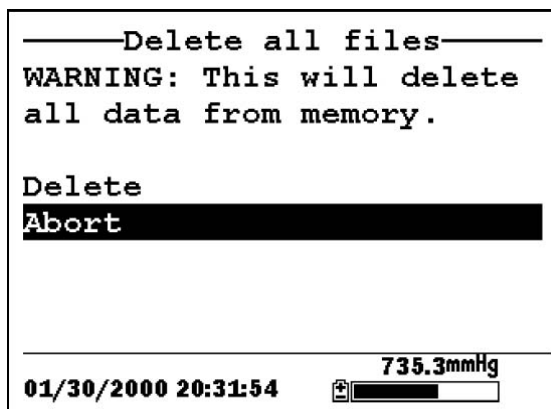 Delete all files
WARNING: This will delete
all data from memory.
Delete
Abort
735.3mmHg
01/30/2000 20:31:54